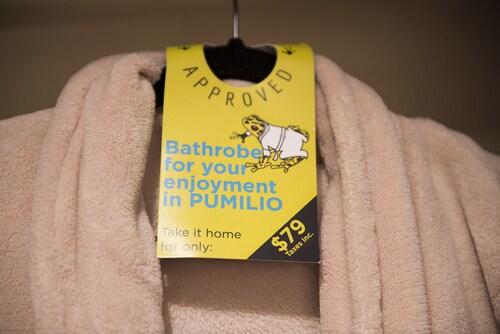 APPROVED
Bathrobe
for your
enjoyment
in PUMILIO
Take it home
for only:
$79
Taxes inc.